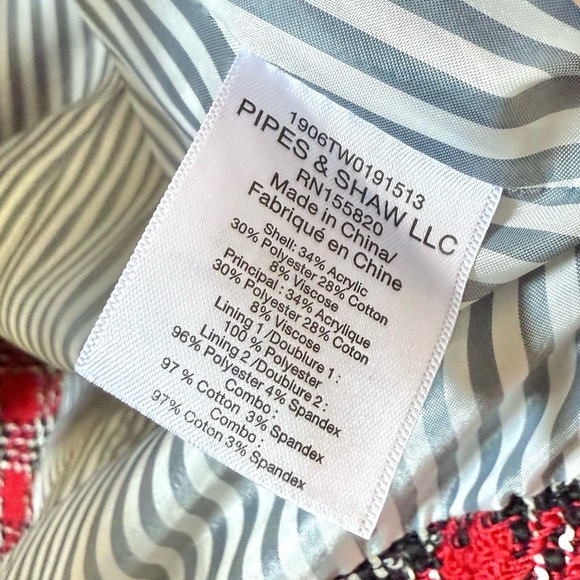 1906TW0191513
PIPES & SHAW LLC
RN155820
Made in China/
Fabriqué en Chine
Shell: 34% Acrylic
30% Polyester 28% Cotton
8% Viscose
Principal : 34% Acrylique
30% Polyester 28% Coton
8% Viscose
Lining 1 /Doublure 1 :
100 % Polyester
Lining 2 /Doublure 2 :
96% Polyester 4% Spandex
Combo :
97 % Cotton 3% Spandex
Combo :
97% Coton 3% Spandex